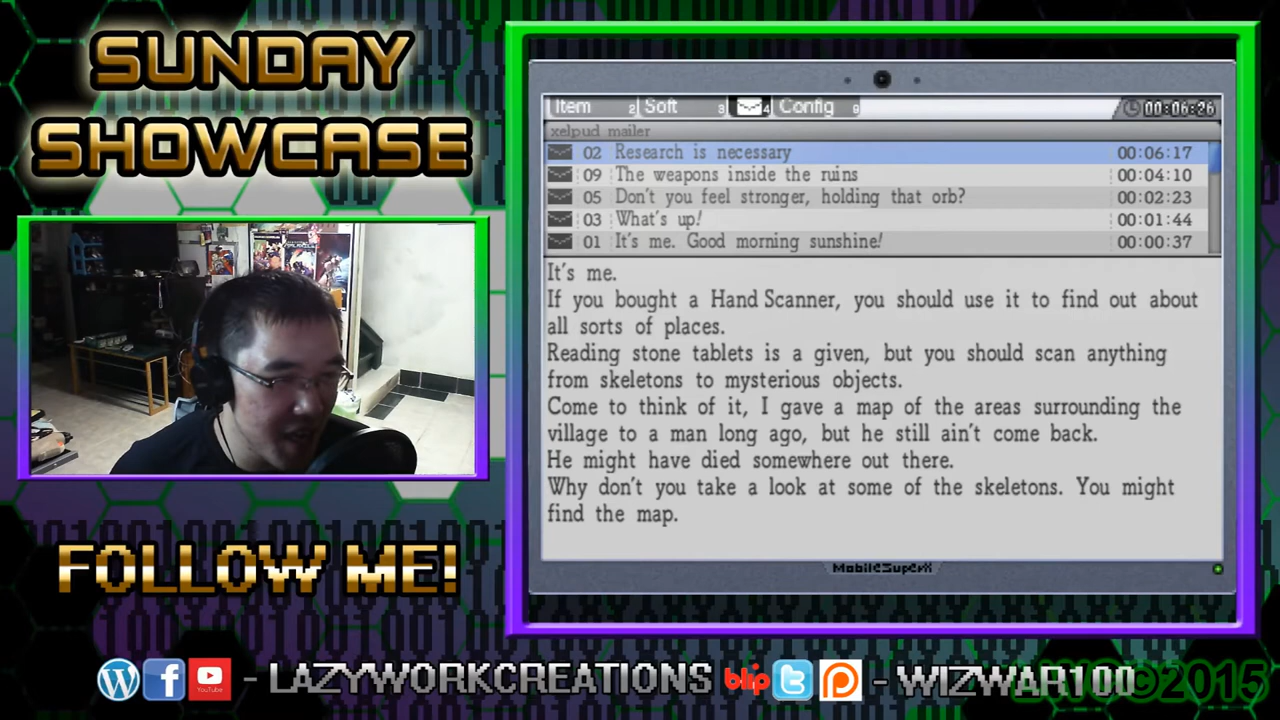 SUNDAY
SHOWCASE
Item 2 Soft 3 4 Config 9 00:06:26
xelpud mailer
02 Research is necessary 00:06:17
09 The weapons inside the ruins 00:04:10
05 Don't you feel stronger, holding that orb? 00:02:23
03 What's up! 00:01:44
01 It's me. Good morning sunshine! 00:00:37
It's me.
If you bought a Hand Scanner, you should use it to find out about
all sorts of places.
Reading stone tablets is a given, but you should scan anything
from skeletons to mysterious objects.
Come to think of it, I gave a map of the areas surrounding the
village to a man long ago, but he still ain't come back.
He might have died somewhere out there.
Why don't you take a look at some of the skeletons. You might
find the map.
MobileSuperX
FOLLOW ME!
YouTube - LAZYWORKCREATIONS blip - WIZWAR100
©2015